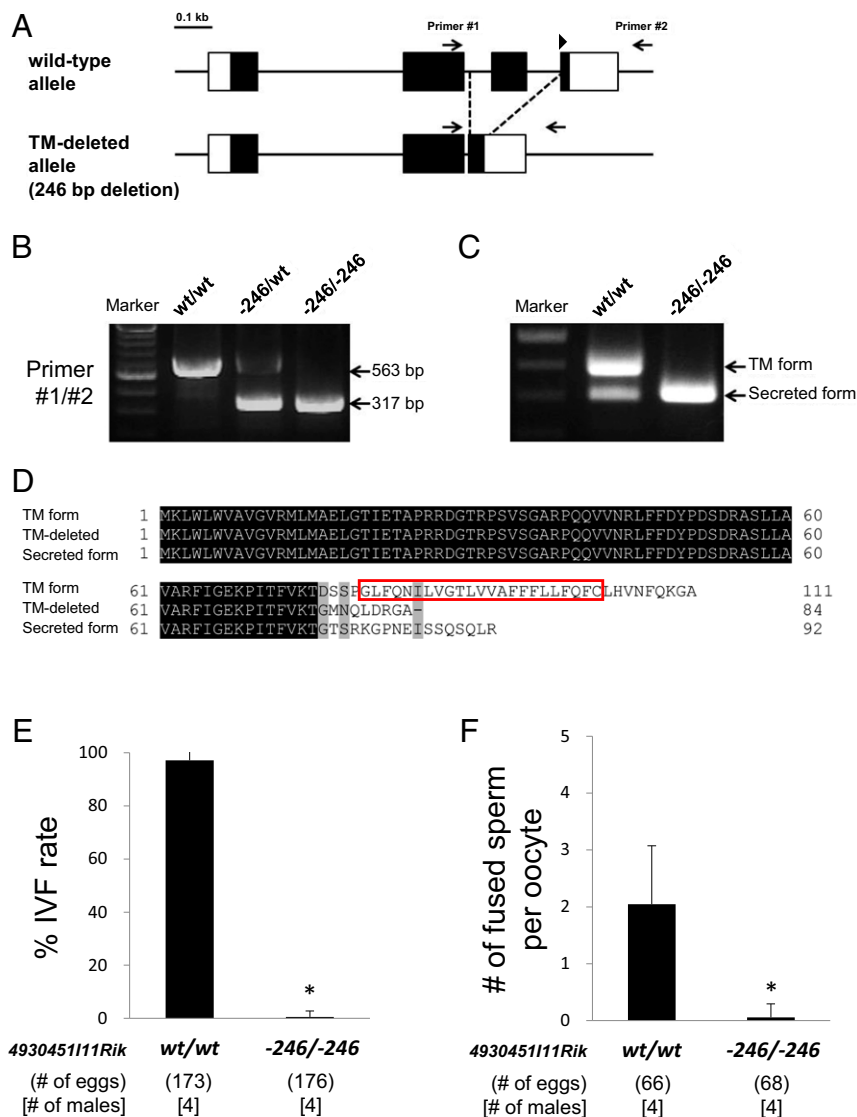 A
0.1 kb
Primer #1
Primer #2
wild-type
allele
TM-deleted
allele
(246 bp deletion)
B
Marker
wt/wt
-246/wt
-246/-246
Primer
#1/#2
563 bp
317 bp
C
Marker
wt/wt
-246/-246
TM form
Secreted form
D
TM form 1 MKLWLWVAVGVRMLMAELGTIETAPRRDGTRPSVSGARPQQVVNRLFFDYPDSDRASLLA 60
TM-deleted 1 MKLWLWVAVGVRMLMAELGTIETAPRRDGTRPSVSGARPQQVVNRLFFDYPDSDRASLLA 60
Secreted form 1 MKLWLWVAVGVRMLMAELGTIETAPRRDGTRPSVSGARPQQVVNRLFFDYPDSDRASLLA 60
TM form 61 VARFIGEKPITFVKTDSSPGLFQNILVGTLVVAFFFLLFQFCLHVNFQKGA 111
TM-deleted 61 VARFIGEKPITFVKTGMNQLDRGA- 84
Secreted form 61 VARFIGEKPITFVKTGTSRKGPNEISSQSQLR 92
E
% IVF rate
100
80
60
40
20
0
*
4930451I11Rik wt/wt -246/-246
(# of eggs) (173) (176)
[# of males] [4] [4]
F
# of fused sperm
per oocyte
5
4
3
2
1
0
*
4930451I11Rik wt/wt -246/-246
(# of eggs) (66) (68)
[# of males] [4] [4]